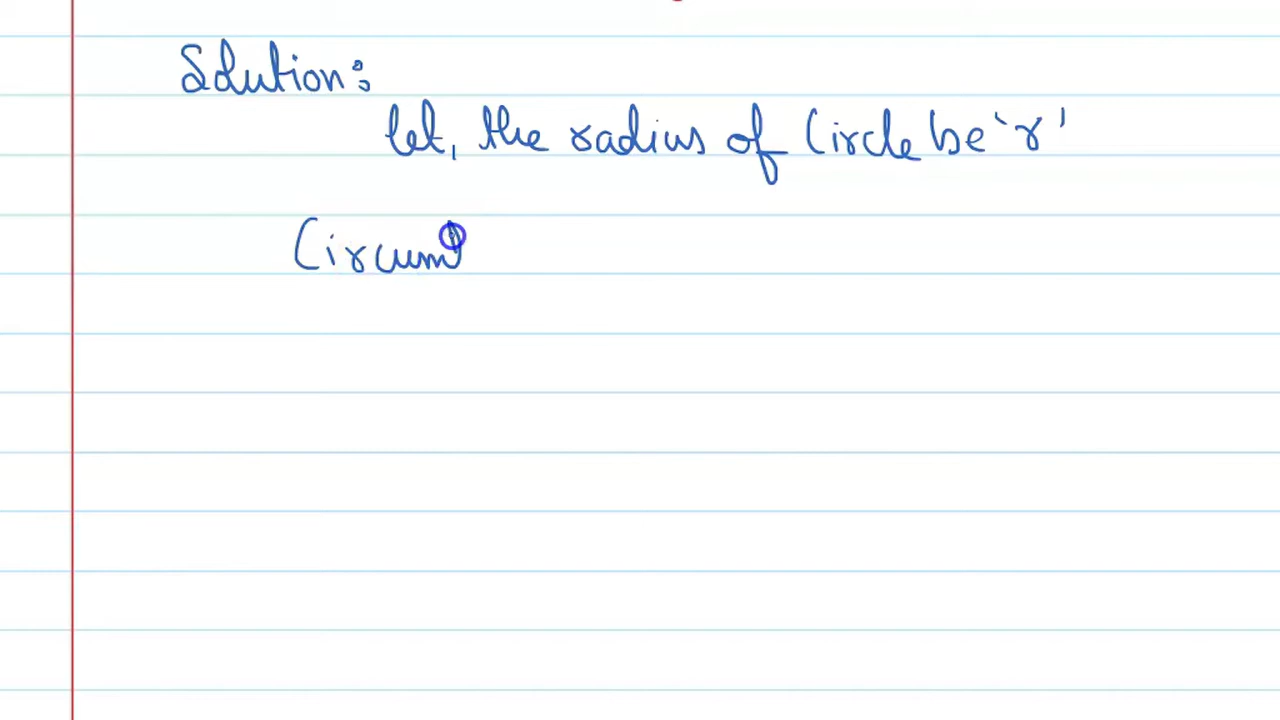 Solution:
let, the radius of Circle be 'r'
Circum